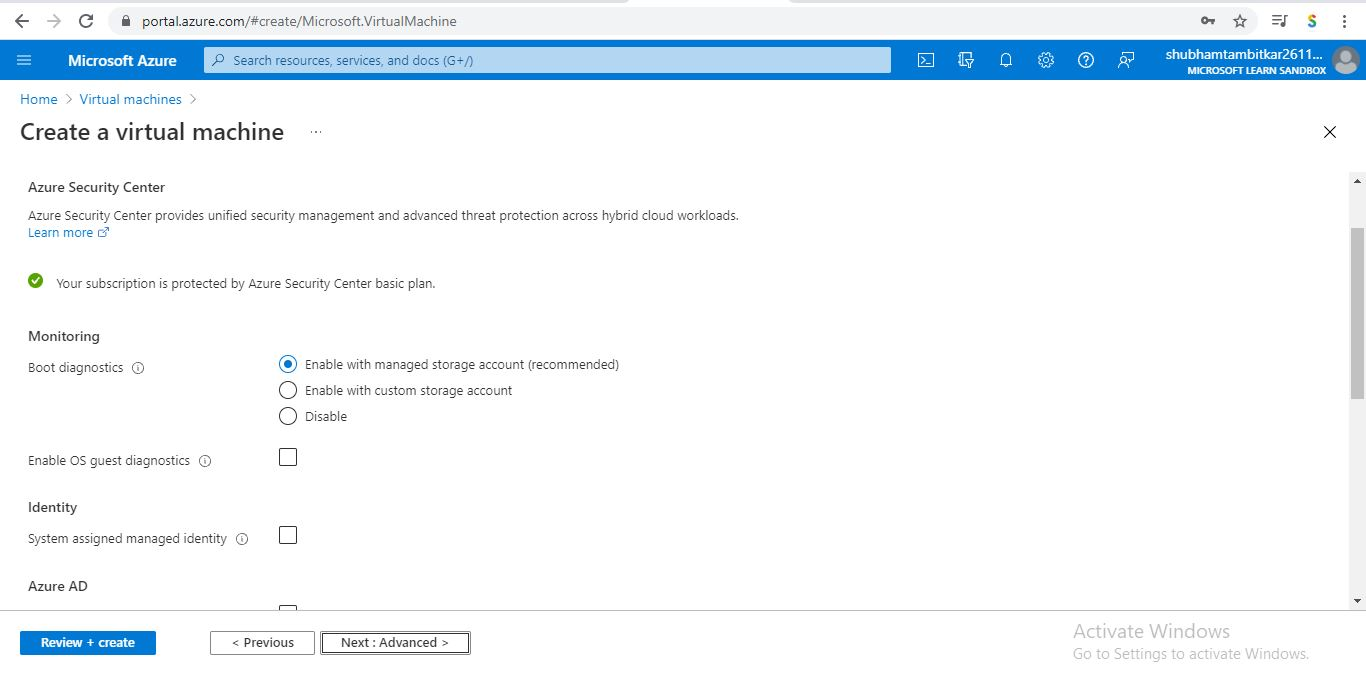 portal.azure.com/#create/Microsoft.VirtualMachine
Microsoft Azure
Search resources, services, and docs (G+/)
shubhamtambitkar2611...
MICROSOFT LEARN SANDBOX
Home > Virtual machines >
Create a virtual machine ...
Azure Security Center
Azure Security Center provides unified security management and advanced threat protection across hybrid cloud workloads.
Learn more
Your subscription is protected by Azure Security Center basic plan.
Monitoring
Boot diagnostics
Enable with managed storage account (recommended)
Enable with custom storage account
Disable
Enable OS guest diagnostics
Identity
System assigned managed identity
Azure AD
Review + create
< Previous
Next : Advanced >
Activate Windows
Go to Settings to activate Windows.